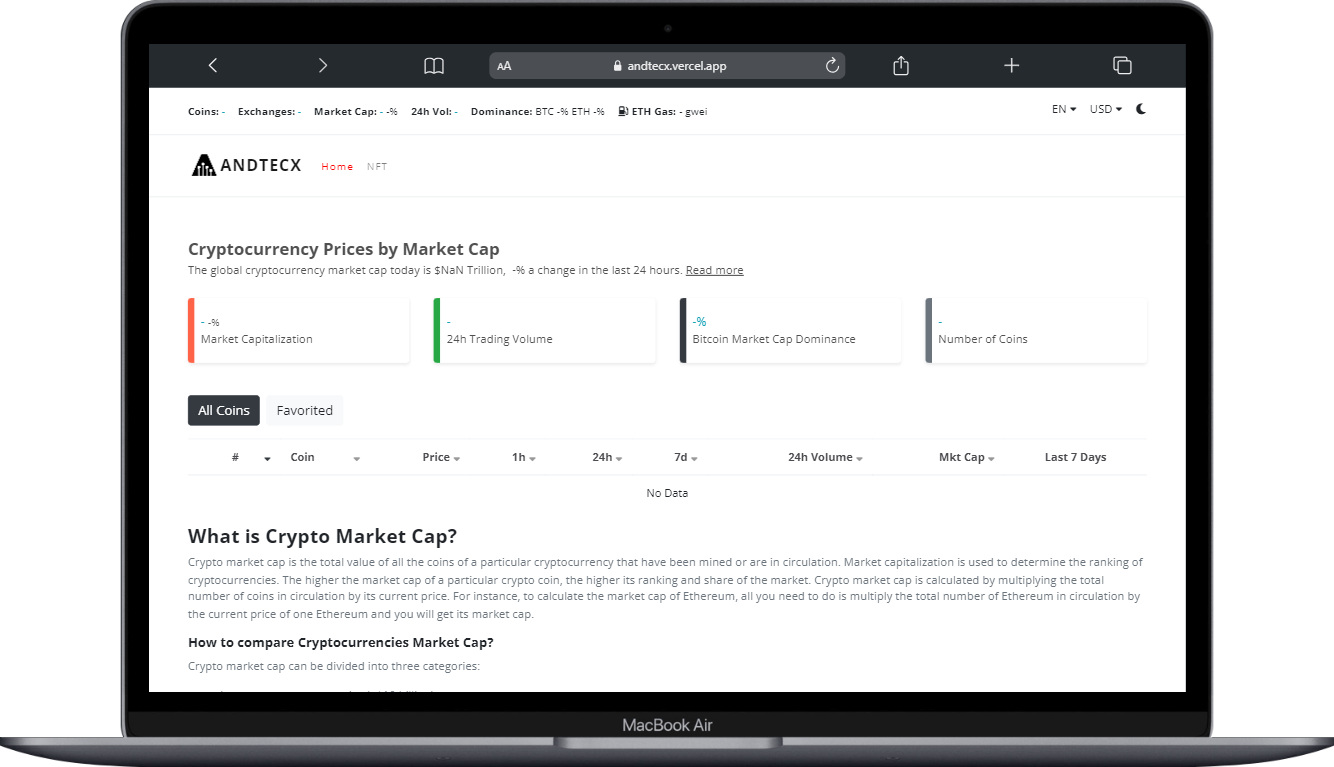 AA andtecx.vercel.app
Coins: - Exchanges: - Market Cap: - -% 24h Vol: - Dominance: BTC -% ETH -% ETH Gas: - gwei EN USD
ANDTECX Home NFT
Cryptocurrency Prices by Market Cap
The global cryptocurrency market cap today is $NaN Trillion, -% a change in the last 24 hours. Read more
- -% - -% -
Market Capitalization 24h Trading Volume Bitcoin Market Cap Dominance Number of Coins
All Coins Favorited
# Coin Price 1h 24h 7d 24h Volume Mkt Cap Last 7 Days
No Data
What is Crypto Market Cap?
Crypto market cap is the total value of all the coins of a particular cryptocurrency that have been mined or are in circulation. Market capitalization is used to determine the ranking of
cryptocurrencies. The higher the market cap of a particular crypto coin, the higher its ranking and share of the market. Crypto market cap is calculated by multiplying the total
number of coins in circulation by its current price. For instance, to calculate the market cap of Ethereum, all you need to do is multiply the total number of Ethereum in circulation by
the current price of one Ethereum and you will get its market cap.
How to compare Cryptocurrencies Market Cap?
Crypto market cap can be divided into three categories:
MacBook Air